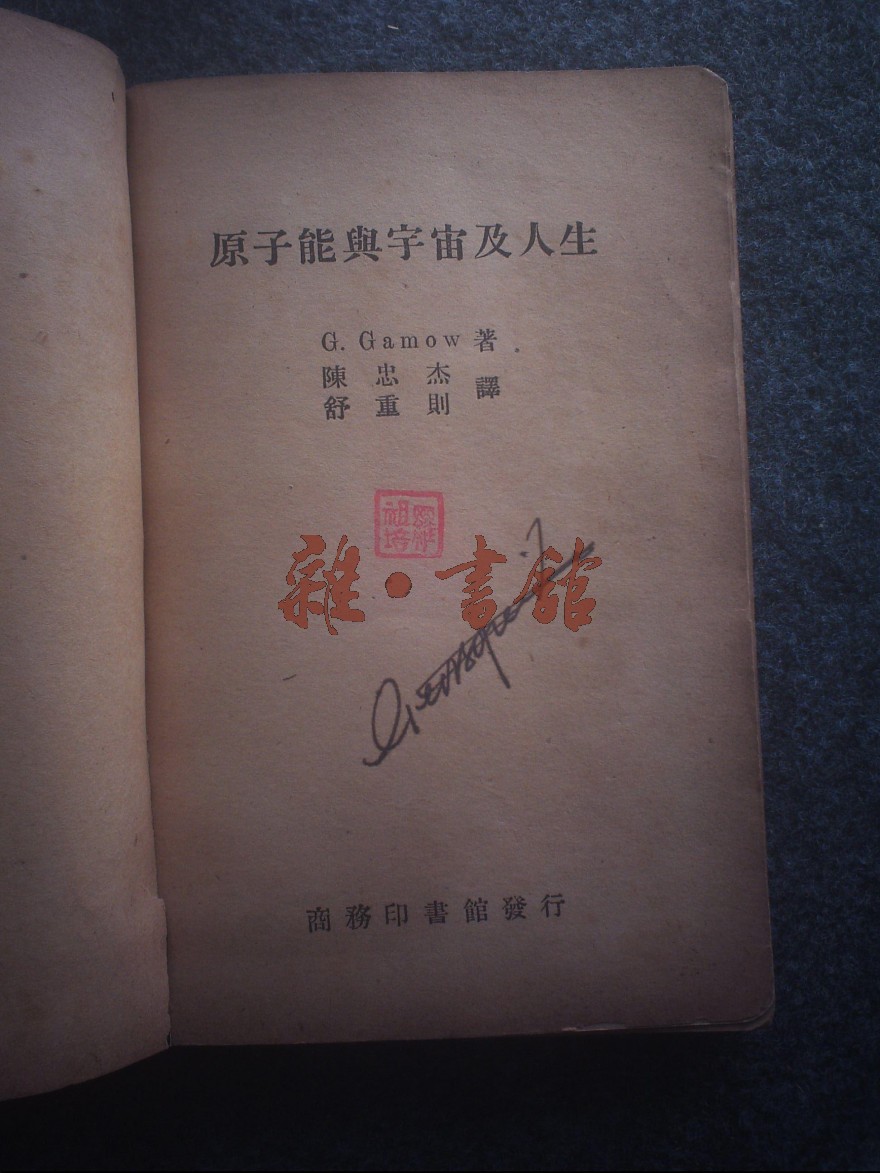 原子能與宇宙及人生
G. Gamow 著
陳忠杰
舒重則
譯
雜·書館
商務印書館發行